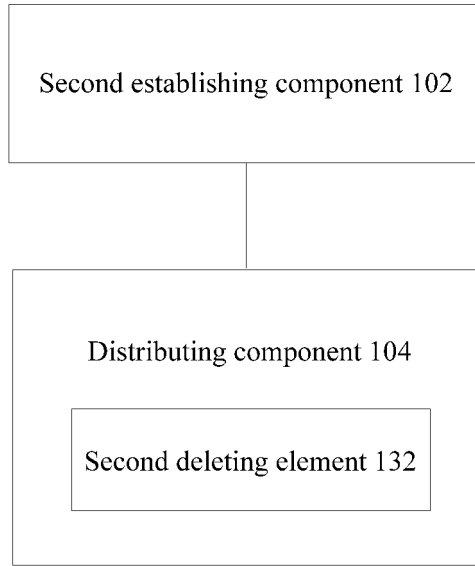 Second establishing component 102
Distributing component 104
Second deleting element 132